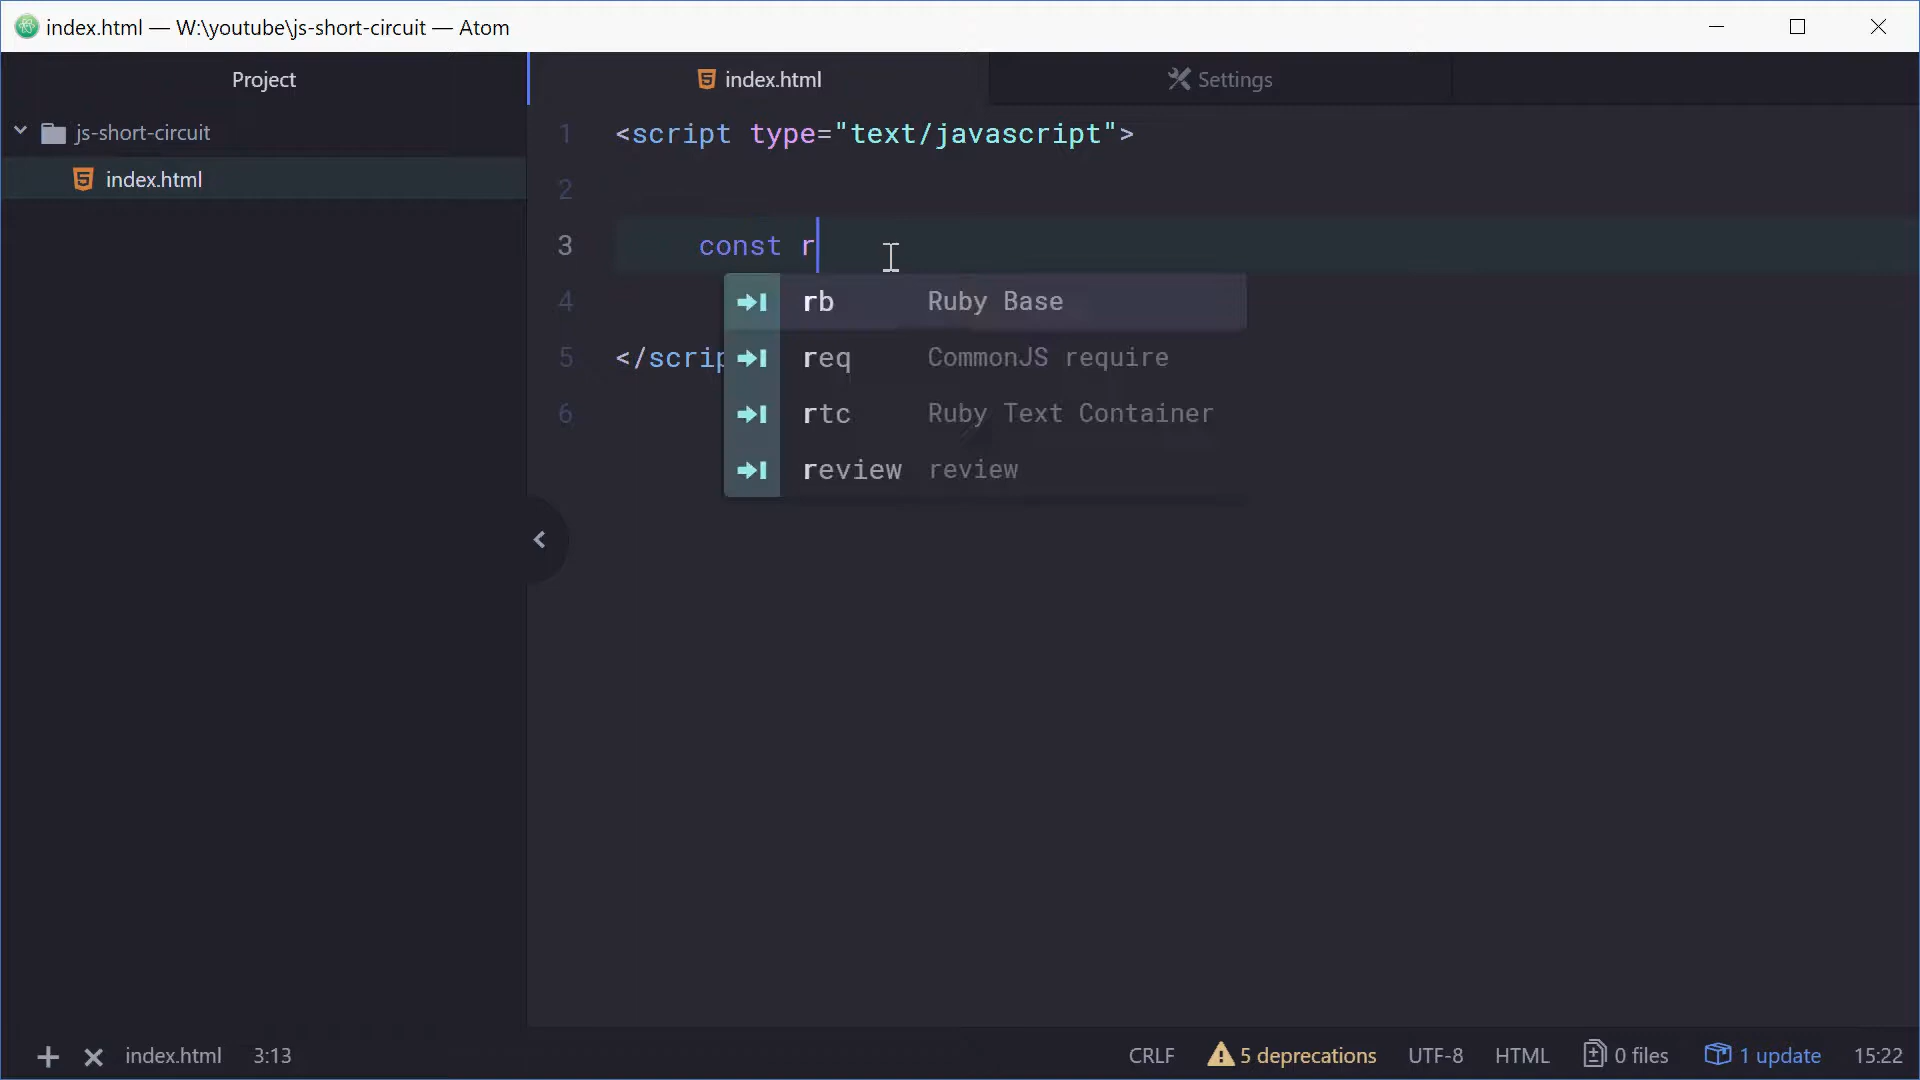 index.html — W:\youtube\js-short-circuit — Atom
Project
index.html
Settings
js-short-circuit
index.html
1 <script type="text/javascript">
2
3 const r
4
5 </scrip
6
rb Ruby Base
req CommonJS require
rtc Ruby Text Container
review review
index.html 3:13
CRLF 5 deprecations UTF-8 HTML 0 files 1 update 15:22